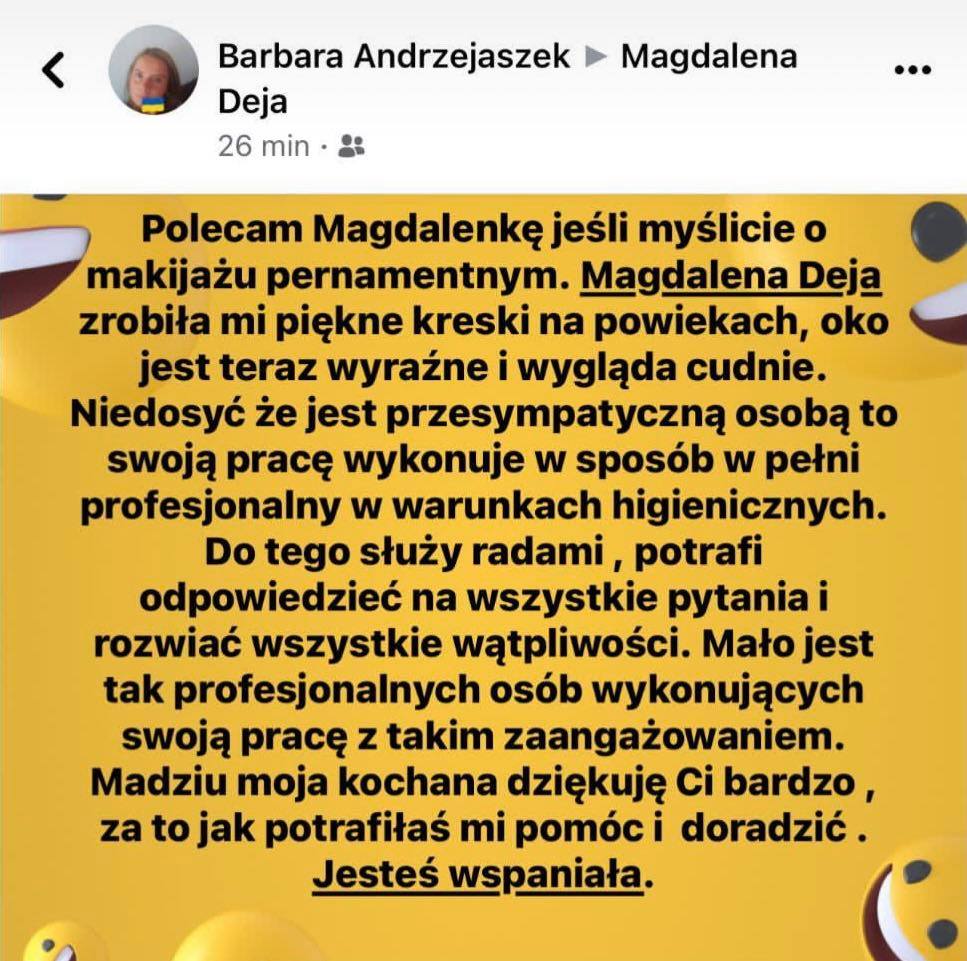 Barbara Andrzejaszek ▶ Magdalena
Deja
26 min ·
Polecam Magdalenkę jeśli myślicie o
makijażu pernamentnym. Magdalena Deja
zrobiła mi piękne kreski na powiekach, oko
jest teraz wyraźne i wygląda cudnie.
Niedosyć że jest przesympatyczną osobą to
swoją pracę wykonuje w sposób w pełni
profesjonalny w warunkach higienicznych.
Do tego służy radami , potrafi
odpowiedzieć na wszystkie pytania i
rozwiać wszystkie wątpliwości. Mało jest
tak profesjonalnych osób wykonujących
swoją pracę z takim zaangażowaniem.
Madziu moja kochana dziękuję Ci bardzo ,
za to jak potrafiłaś mi pomóc i  doradzić .
Jesteś wspaniała.